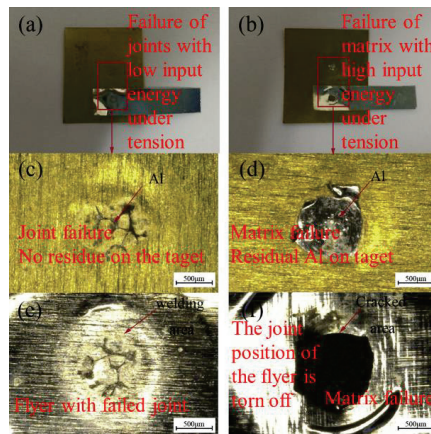 (a)
Failure of
joints with
low input
energy
under
tension
(b)
Failure of
matrix with
high input
energy
under
tension
(c)
Al
Joint failure
No residue on the taget
500μm
(d)
Al
Matrix failure
Residual Al on taget
500μm
(e)
welding
area
Flyer with failed joint
500μm
(f)
Cracked
area
The joint
position of
the flyer is
torn off
Matrix failure
500μm